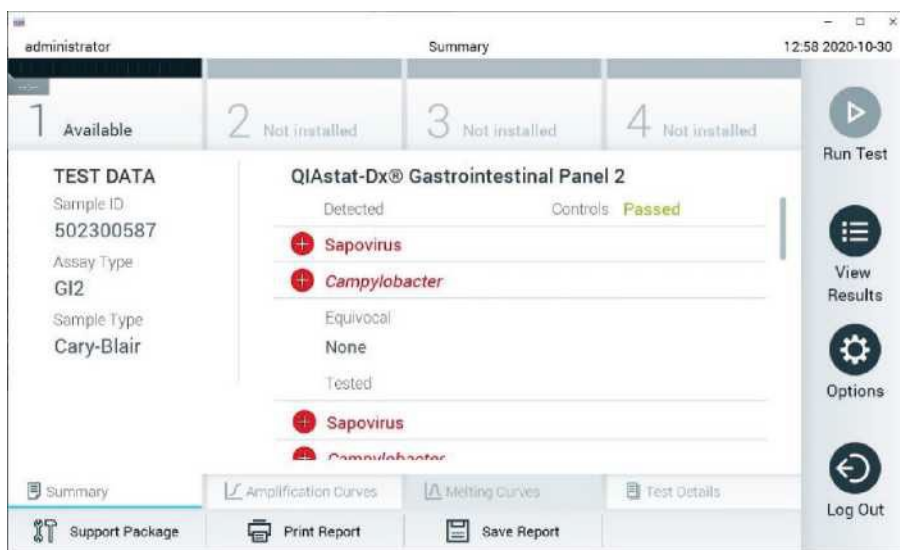 administrator
Summary
12:58 2020-10-30
1 Available
2 Not installed
3 Not installed
4 Not installed
Run Test
TEST DATA
Sample ID
502300587
Assay Type
GI2
Sample Type
Cary-Blair
QIAstat-Dx® Gastrointestinal Panel 2
Detected
Controls Passed
Sapovirus
Campylobacter
Equivocal
None
Tested
Sapovirus
Campylobacter
View
Results
Options
Log Out
Summary
Amplification Curves
Melting Curves
Test Details
Support Package
Print Report
Save Report